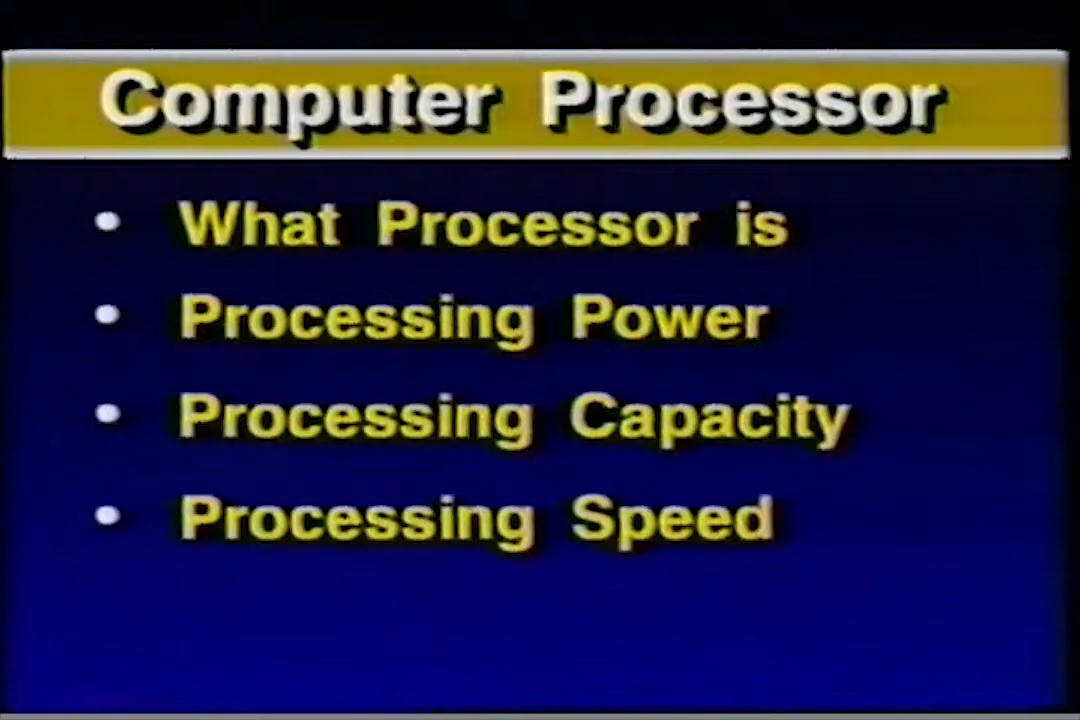 Computer Processor
• What Processor is
• Processing Power
• Processing Capacity
• Processing Speed